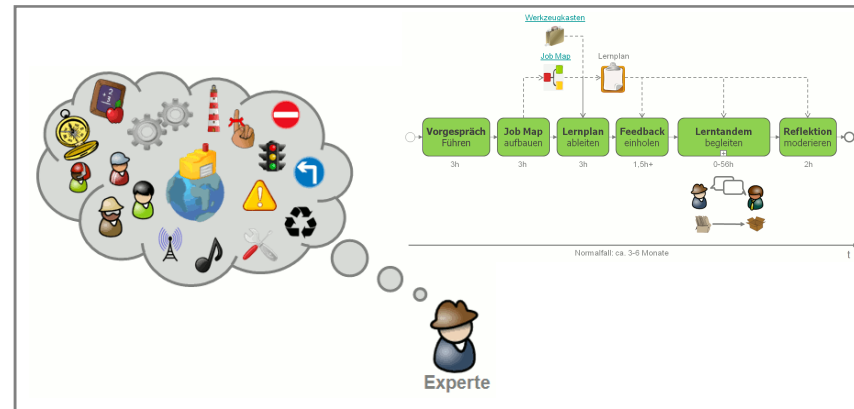 Werkzeugkasten
Job Map
Lernplan
Vorgespräch
Führen
Job Map
aufbauen
Lernplan
ableiten
Feedback
einholen
Lerntandem
begleiten
Reflektion
moderieren
3h
3h
3h
1,5h+
0-56h
2h
Normalfall: ca. 3-6 Monate
t
Experte